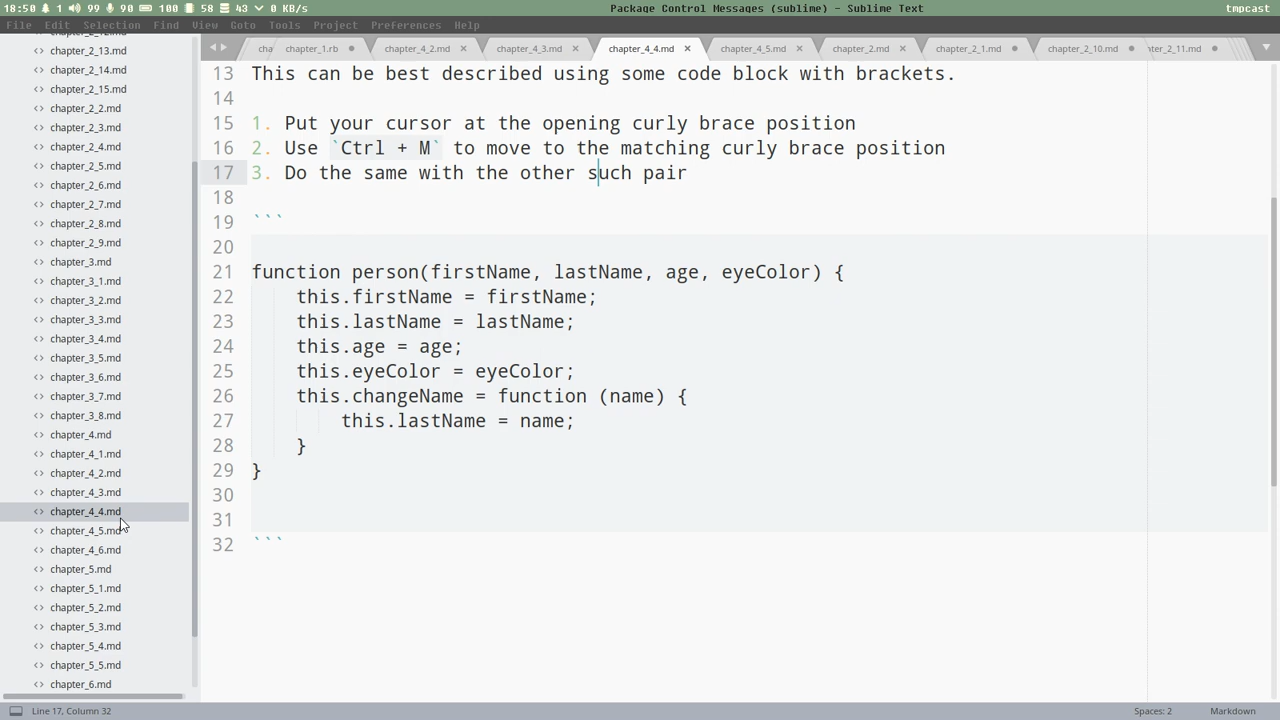 18:50 1 99 90 100 58 43 0 KB/s Package Control Messages (sublime) - Sublime Text tmpcast
File Edit Selection Find View Goto Tools Project Preferences Help
cha chapter_1.rb chapter_4_2.md chapter_4_3.md chapter_4_4.md chapter_4_5.md chapter_2.md chapter_2_1.md chapter_2_10.md ter_2_11.md
chapter_2_12.md
chapter_2_13.md
chapter_2_14.md
chapter_2_15.md
chapter_2_2.md
chapter_2_3.md
chapter_2_4.md
chapter_2_5.md
chapter_2_6.md
chapter_2_7.md
chapter_2_8.md
chapter_2_9.md
chapter_3.md
chapter_3_1.md
chapter_3_2.md
chapter_3_3.md
chapter_3_4.md
chapter_3_5.md
chapter_3_6.md
chapter_3_7.md
chapter_3_8.md
chapter_4.md
chapter_4_1.md
chapter_4_2.md
chapter_4_3.md
chapter_4_4.md
chapter_4_5.md
chapter_4_6.md
chapter_5.md
chapter_5_1.md
chapter_5_2.md
chapter_5_3.md
chapter_5_4.md
chapter_5_5.md
chapter_6.md
13 This can be best described using some code block with brackets.
14
15 1. Put your cursor at the opening curly brace position
16 2. Use `Ctrl + M` to move to the matching curly brace position
17 3. Do the same with the other such pair
18
19 ```
20
21 function person(firstName, lastName, age, eyeColor) {
22 this.firstName = firstName;
23 this.lastName = lastName;
24 this.age = age;
25 this.eyeColor = eyeColor;
26 this.changeName = function (name) {
27 this.lastName = name;
28 }
29 }
30
31
32 ```
Line 17, Column 32 Spaces: 2 Markdown